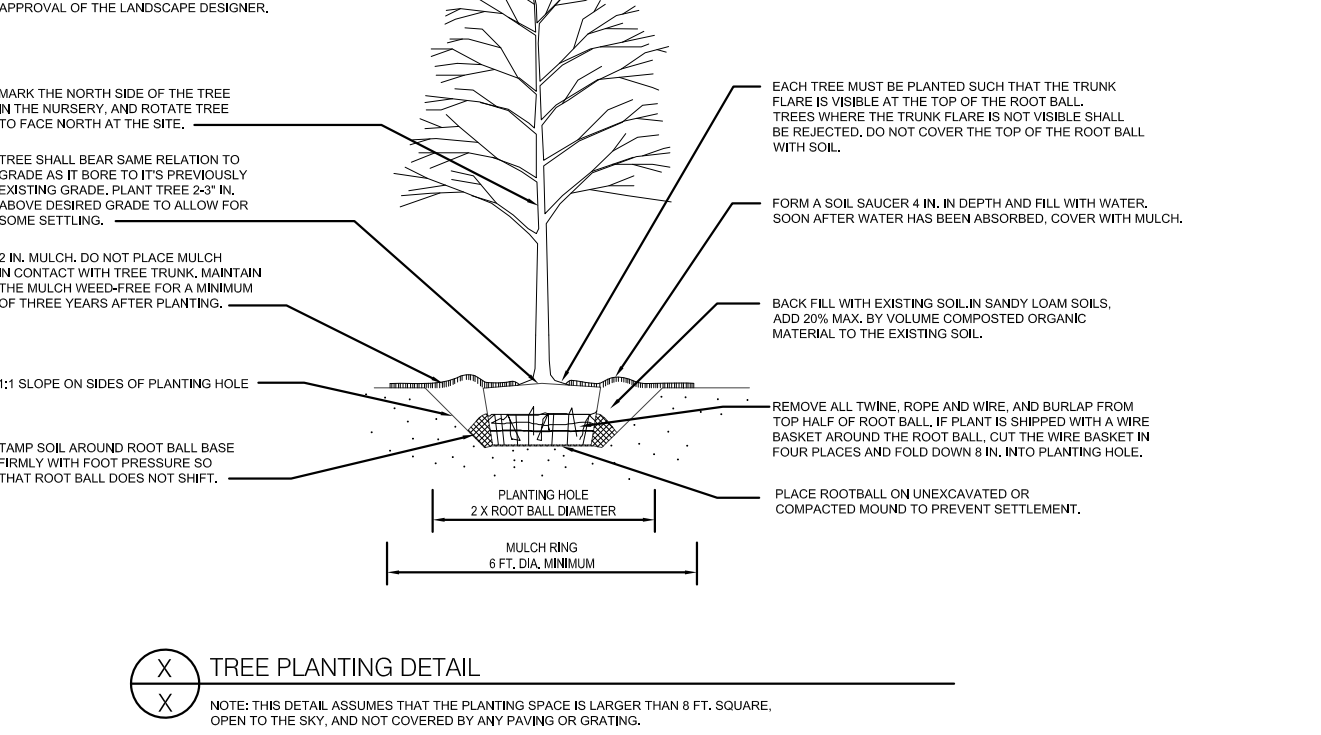 APPROVAL OF THE LANDSCAPE DESIGNER.
MARK THE NORTH SIDE OF THE TREE
IN THE NURSERY, AND ROTATE TREE
TO FACE NORTH AT THE SITE.
TREE SHALL BEAR SAME RELATION TO
GRADE AS IT BORE TO IT'S PREVIOUSLY
EXISTING GRADE. PLANT TREE 2-3" IN.
ABOVE DESIRED GRADE TO ALLOW FOR
SOME SETTLING.
2 IN. MULCH. DO NOT PLACE MULCH
IN CONTACT WITH TREE TRUNK. MAINTAIN
THE MULCH WEED-FREE FOR A MINIMUM
OF THREE YEARS AFTER PLANTING.
1:1 SLOPE ON SIDES OF PLANTING HOLE
TAMP SOIL AROUND ROOT BALL BASE
FIRMLY WITH FOOT PRESSURE SO
THAT ROOT BALL DOES NOT SHIFT.
EACH TREE MUST BE PLANTED SUCH THAT THE TRUNK
FLARE IS VISIBLE AT THE TOP OF THE ROOT BALL.
TREES WHERE THE TRUNK FLARE IS NOT VISIBLE SHALL
BE REJECTED. DO NOT COVER THE TOP OF THE ROOT BALL
WITH SOIL.
FORM A SOIL SAUCER 4 IN. IN DEPTH AND FILL WITH WATER.
SOON AFTER WATER HAS BEEN ABSORBED, COVER WITH MULCH.
BACK FILL WITH EXISTING SOIL.IN SANDY LOAM SOILS,
ADD 20% MAX. BY VOLUME COMPOSTED ORGANIC
MATERIAL TO THE EXISTING SOIL.
REMOVE ALL TWINE, ROPE AND WIRE, AND BURLAP FROM
TOP HALF OF ROOT BALL. IF PLANT IS SHIPPED WITH A WIRE
BASKET AROUND THE ROOT BALL, CUT THE WIRE BASKET IN
FOUR PLACES AND FOLD DOWN 8 IN. INTO PLANTING HOLE.
PLACE ROOTBALL ON UNEXCAVATED OR
COMPACTED MOUND TO PREVENT SETTLEMENT.
PLANTING HOLE
2 X ROOT BALL DIAMETER
MULCH RING
6 FT. DIA. MINIMUM
X
X
TREE PLANTING DETAIL
NOTE: THIS DETAIL ASSUMES THAT THE PLANTING SPACE IS LARGER THAN 8 FT. SQUARE,
OPEN TO THE SKY, AND NOT COVERED BY ANY PAVING OR GRATING.